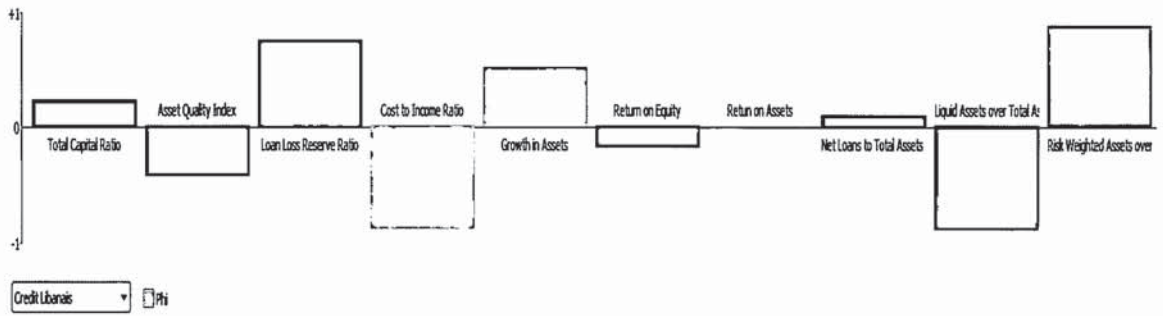 +1
Asset Quality Index Cost to Income Ratio Return on Equity Retun on Assets Liquid Assets over Total As
0
Total Capital Ratio Loan Loss Reserve Ratio Growth in Assets Net Loans to Total Assets Risk Weighted Assets over
-1
Credit Libanais Phi